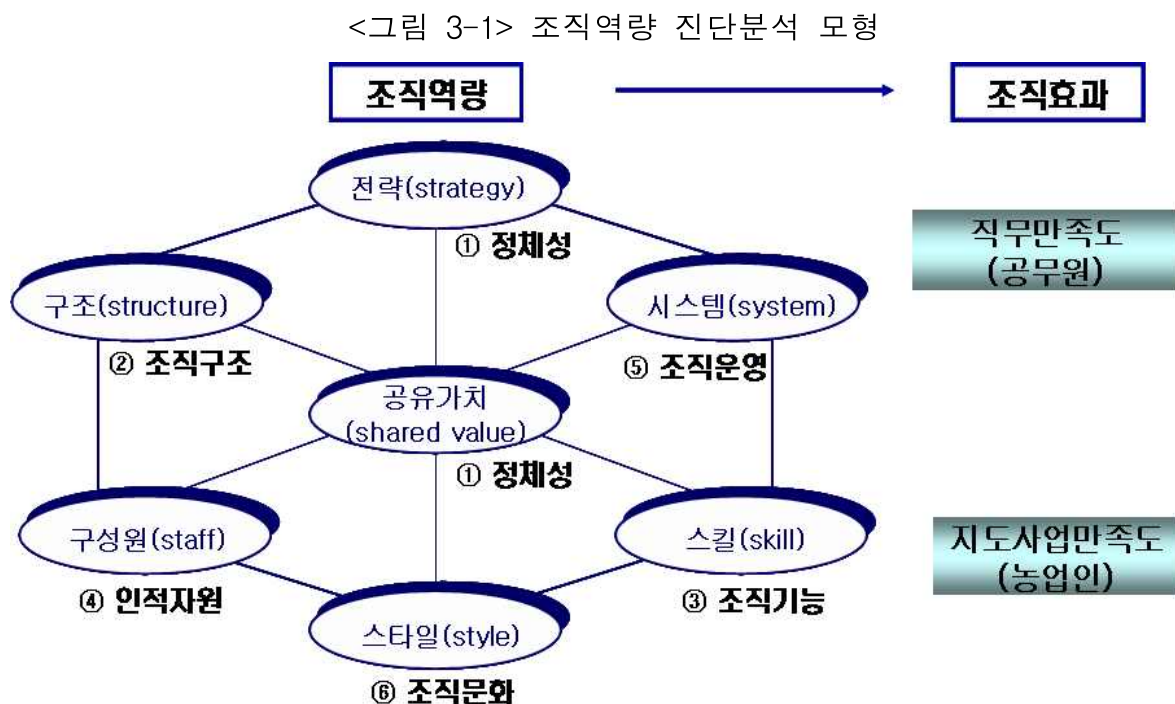 <그림 3-1> 조직역량 진단분석 모형
조직역량
조직효과
전략(strategy)
① 정체성
직무만족도
(공무원)
구조(structure)
시스템(system)
② 조직구조
⑤ 조직운영
공유가치
(shared value)
① 정체성
구성원(staff)
스킬(skill)
지도사업만족도
(농업인)
④ 인적자원
③ 조직기능
스타일(style)
⑥ 조직문화